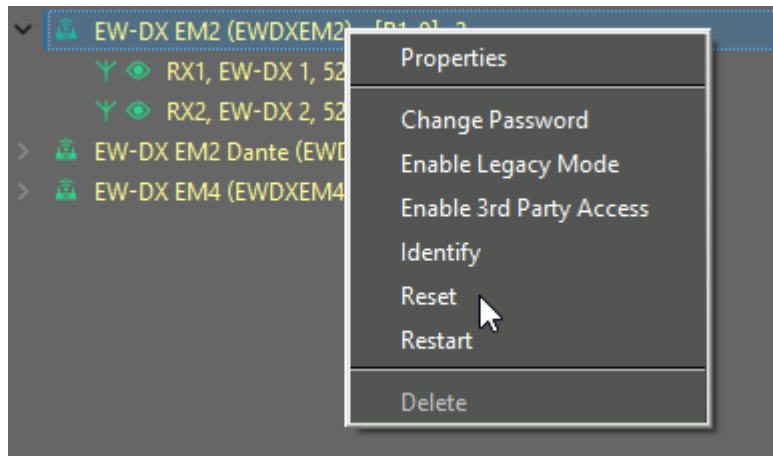 EW-DX EM2 (EWDXEM2)
RX1, EW-DX 1, 52
RX2, EW-DX 2, 52
EW-DX EM2 Dante
EW-DX EM4 (EWDXEM4
Properties
Change Password
Enable Legacy Mode
Enable 3rd Party Access
Identify
Reset
Restart
Delete